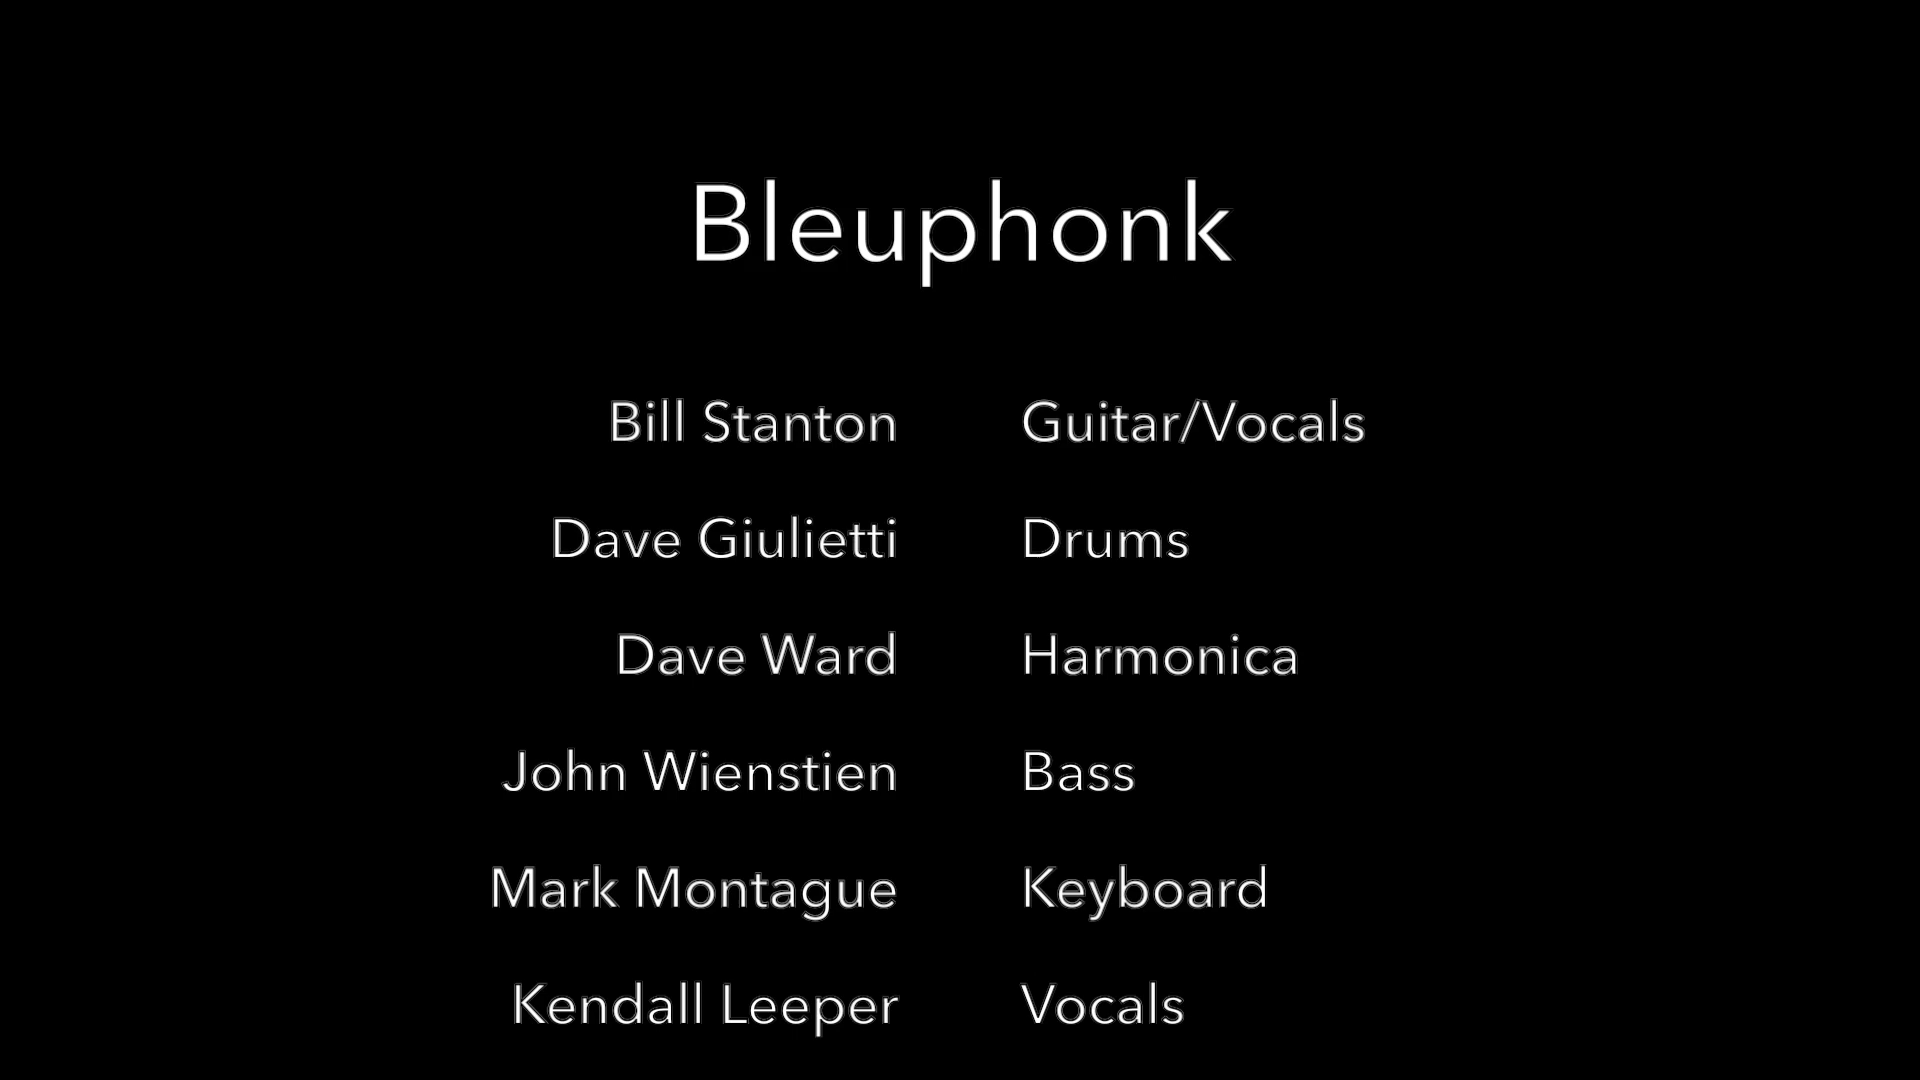 Bleuphonk
Bill Stanton Guitar/Vocals
Dave Giulietti Drums
Dave Ward Harmonica
John Wienstien Bass
Mark Montague Keyboard
Kendall Leeper Vocals